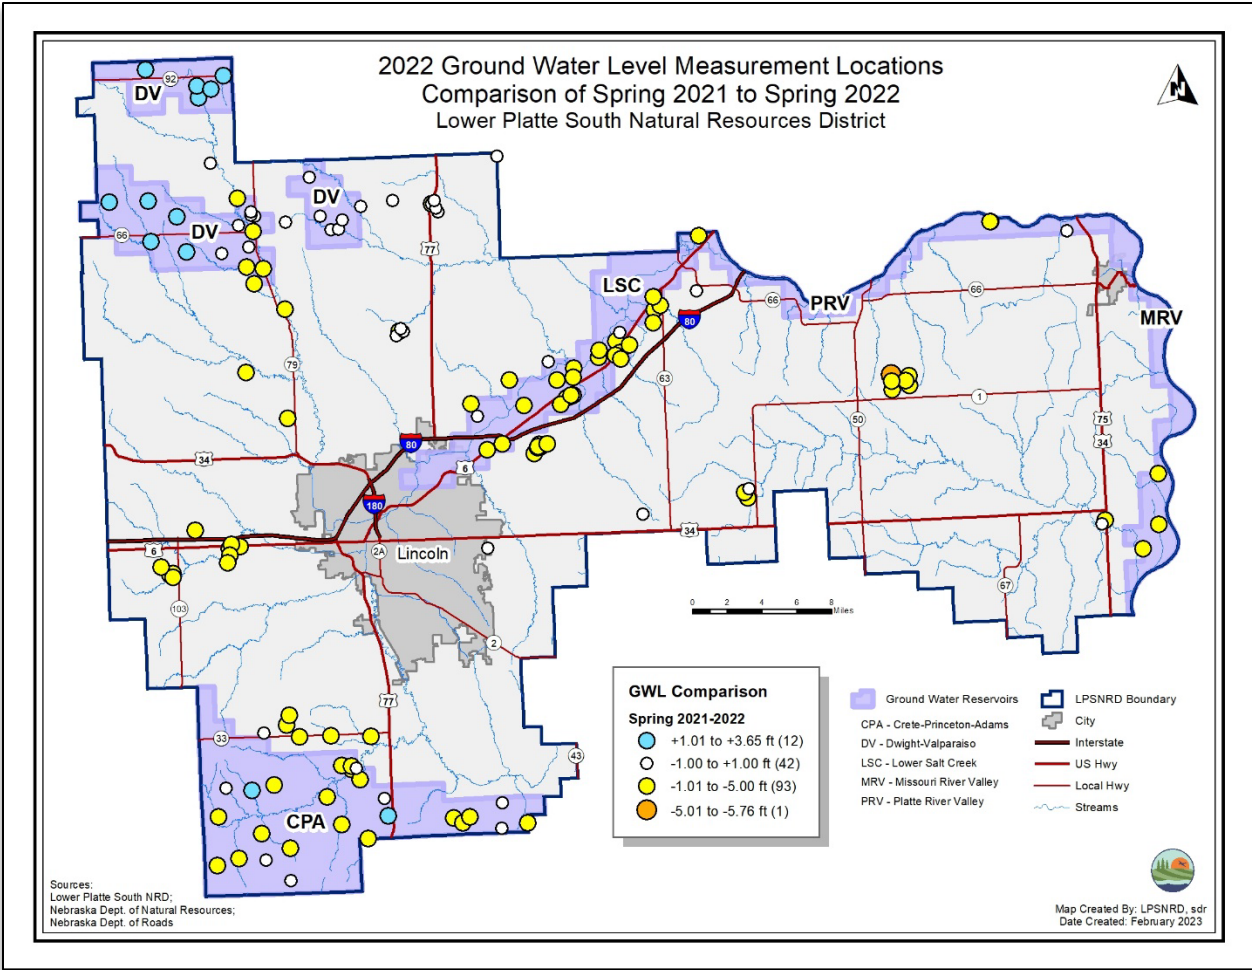 2022 Ground Water Level Measurement Locations
Comparison of Spring 2021 to Spring 2022
Lower Platte South Natural Resources District
N
92
DV
DV
DV
66
77
LSC
66
PRV
66
MRV
80
63
79
1
50
75
34
80
34
6
180
34
6
2A
Lincoln
67
103
2
0 2 4 6 8
Miles
77
33
43
CPA
GWL Comparison
Spring 2021-2022
+1.01 to +3.65 ft (12)
-1.00 to +1.00 ft (42)
-1.01 to -5.00 ft (93)
-5.01 to -5.76 ft (1)
Ground Water Reservoirs
CPA - Crete-Princeton-Adams
DV - Dwight-Valparaiso
LSC - Lower Salt Creek
MRV - Missouri River Valley
PRV - Platte River Valley
LPSNRD Boundary
City
Interstate
US Hwy
Local Hwy
Streams
Sources:
Lower Platte South NRD;
Nebraska Dept. of Natural Resources;
Nebraska Dept. of Roads
Map Created By: LPSNRD, sdr
Date Created: February 2023